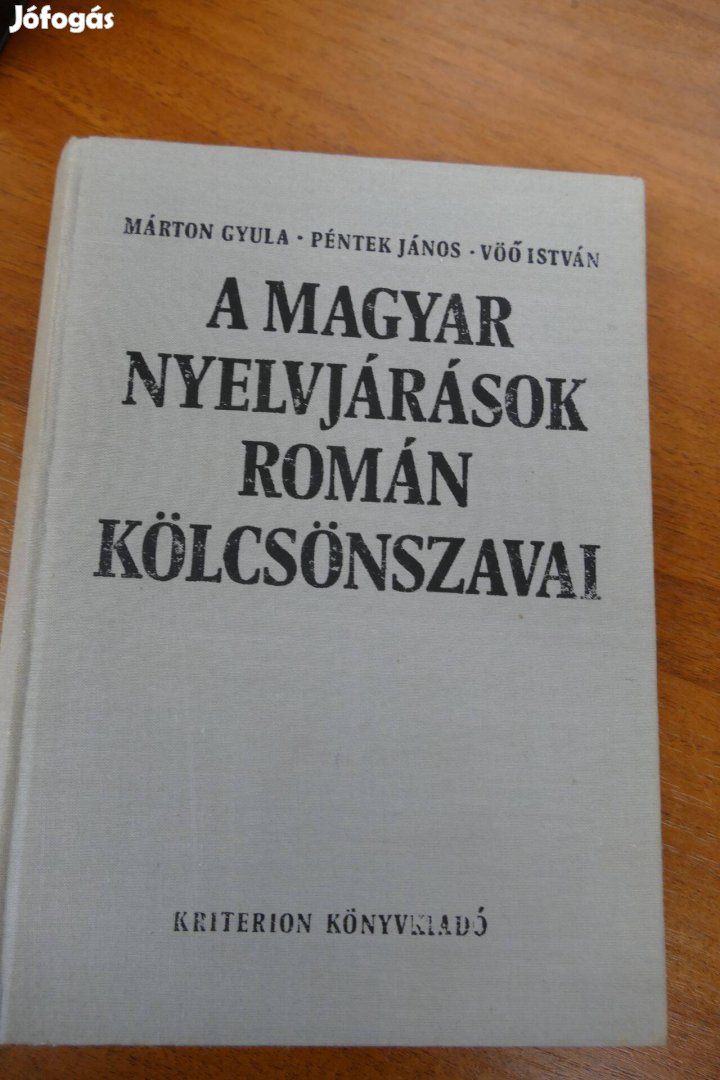 Jófogás
MÁRTON GYULA · PÉNTEK JÁNOS · VÖŐ ISTVÁN
A MAGYAR
NYELVJÁRÁSOK
ROMÁN
KÖLCSÖNSZAVAI
KRITERION KÖNYVKIADÓ